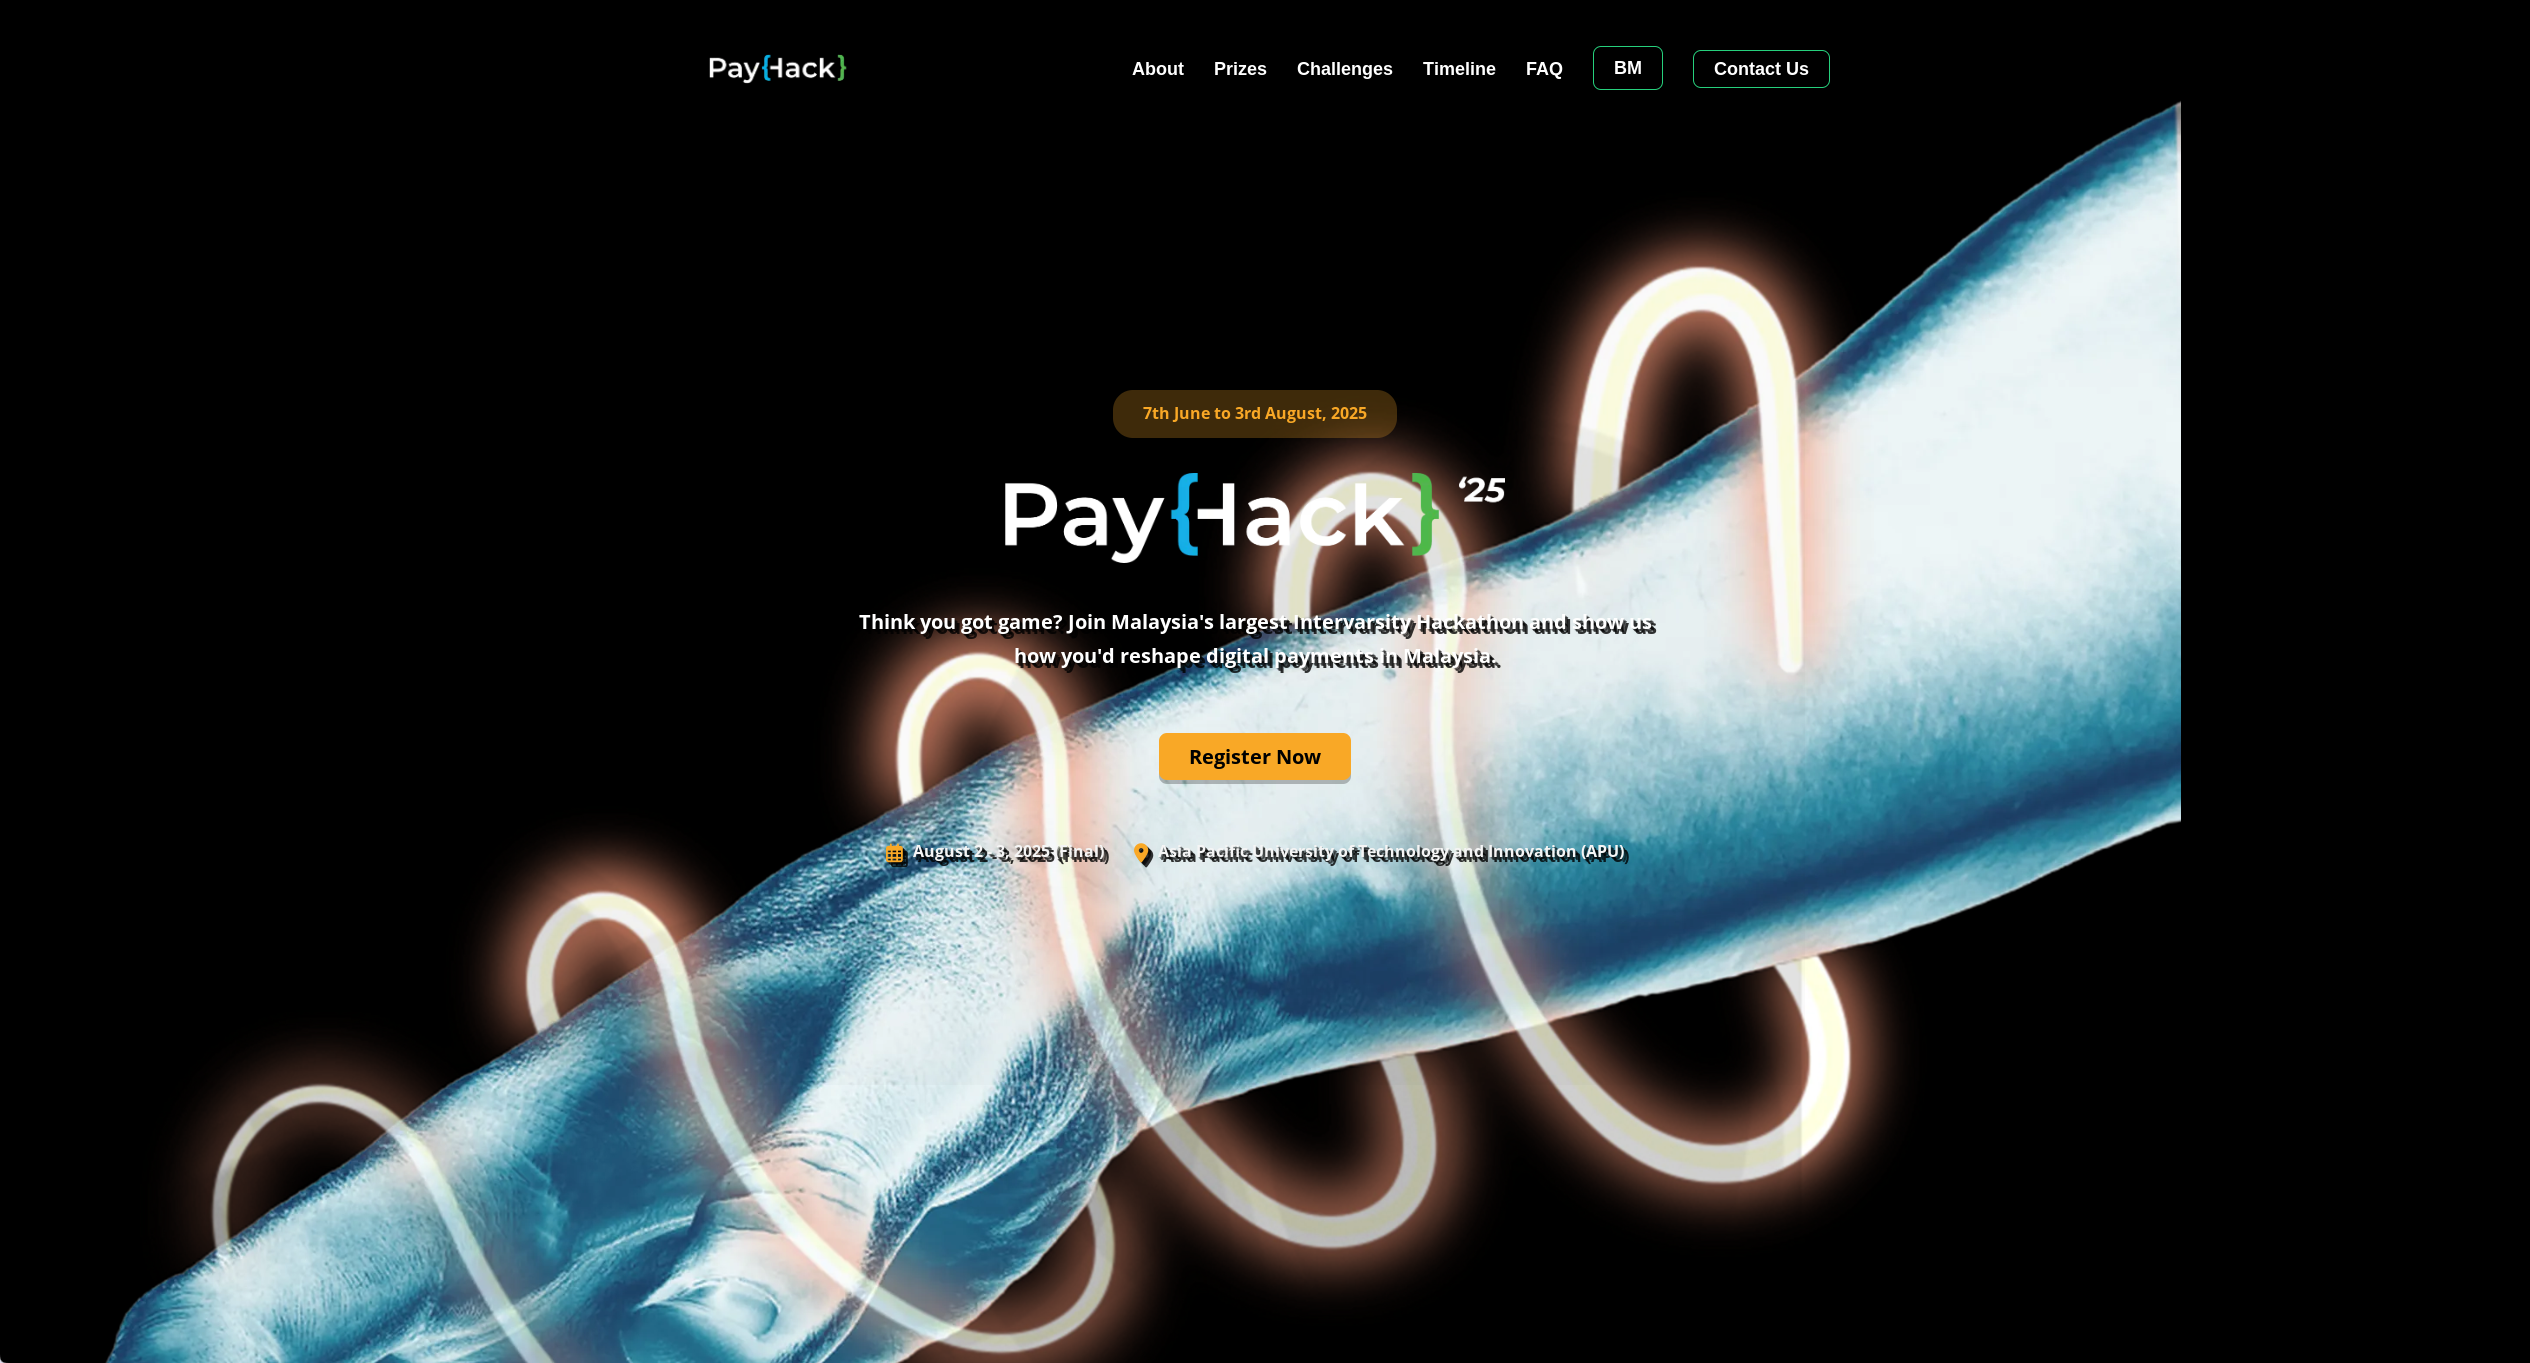 Pay{Hack}
About
Prizes
Challenges
Timeline
FAQ
BM
Contact Us
7th June to 3rd August, 2025
Pay{Hack} ‘25
Think you got game? Join Malaysia's largest Intervarsity Hackathon and show us
how you'd reshape digital payments in Malaysia.
Register Now
August 2 - 3, 2025 (Final)
Asia Pacific University of Technology and Innovation (APU)